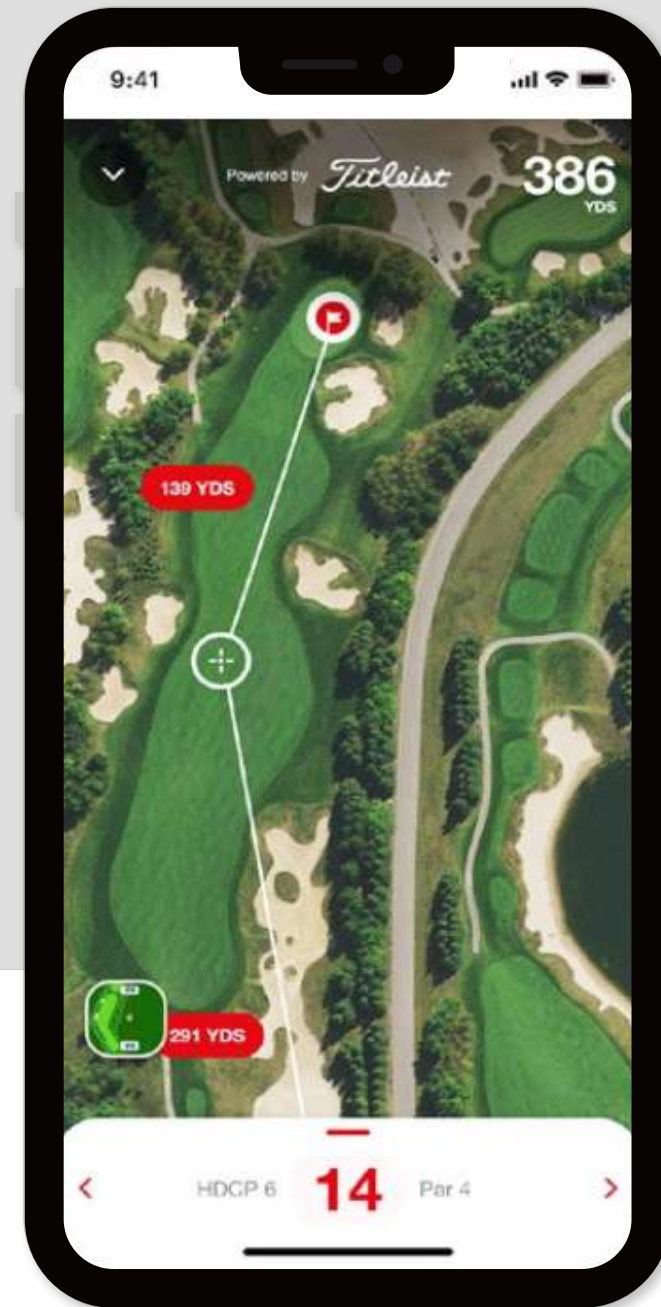 9:41
Powered by Titleist
386
YDS
139 YDS
291 YDS
HDCP 6 14 Par 4